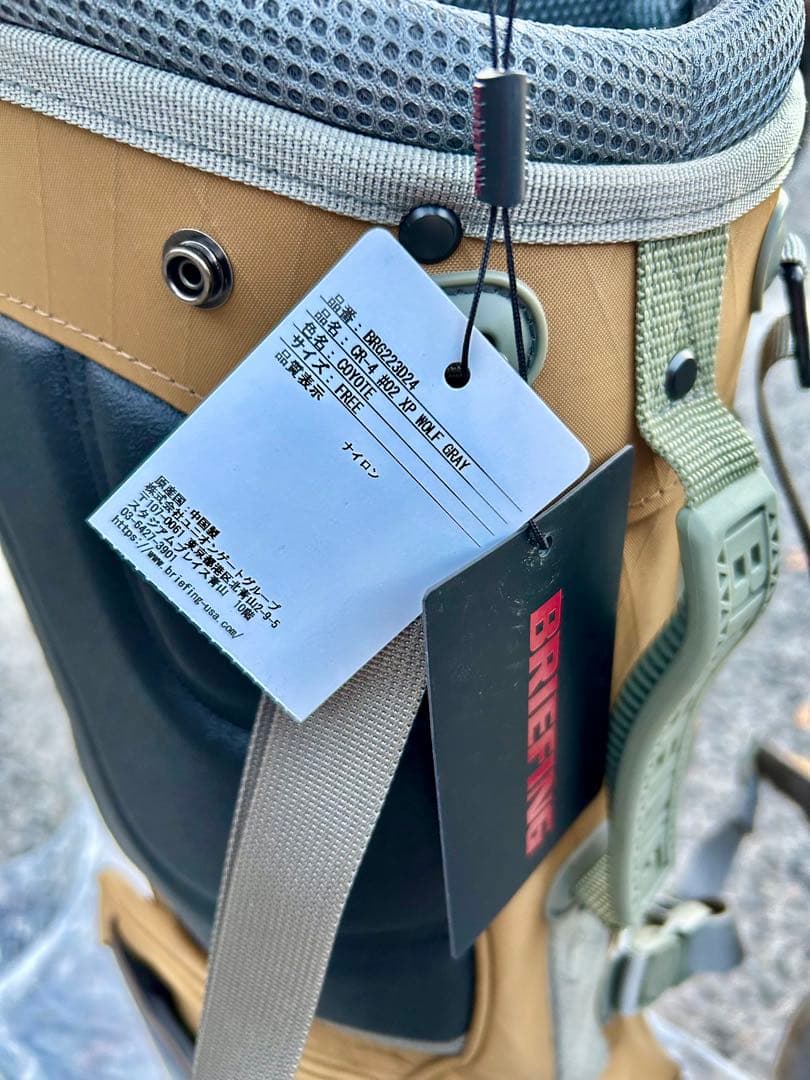 品番：BRG223D24
品名：CR-4 #02 XP WOLF GRAY
色名：COYOTE
サイズ：FREE
品質表示
ナイロン
原産国：中国製
株式会社ユニオンゲートグループ
〒107-0061 東京都港区北青山2-9-5
スタジアムプレイス青山 10階
03-6427-3901
https://www.briefing-usa.com/
BRIEFING